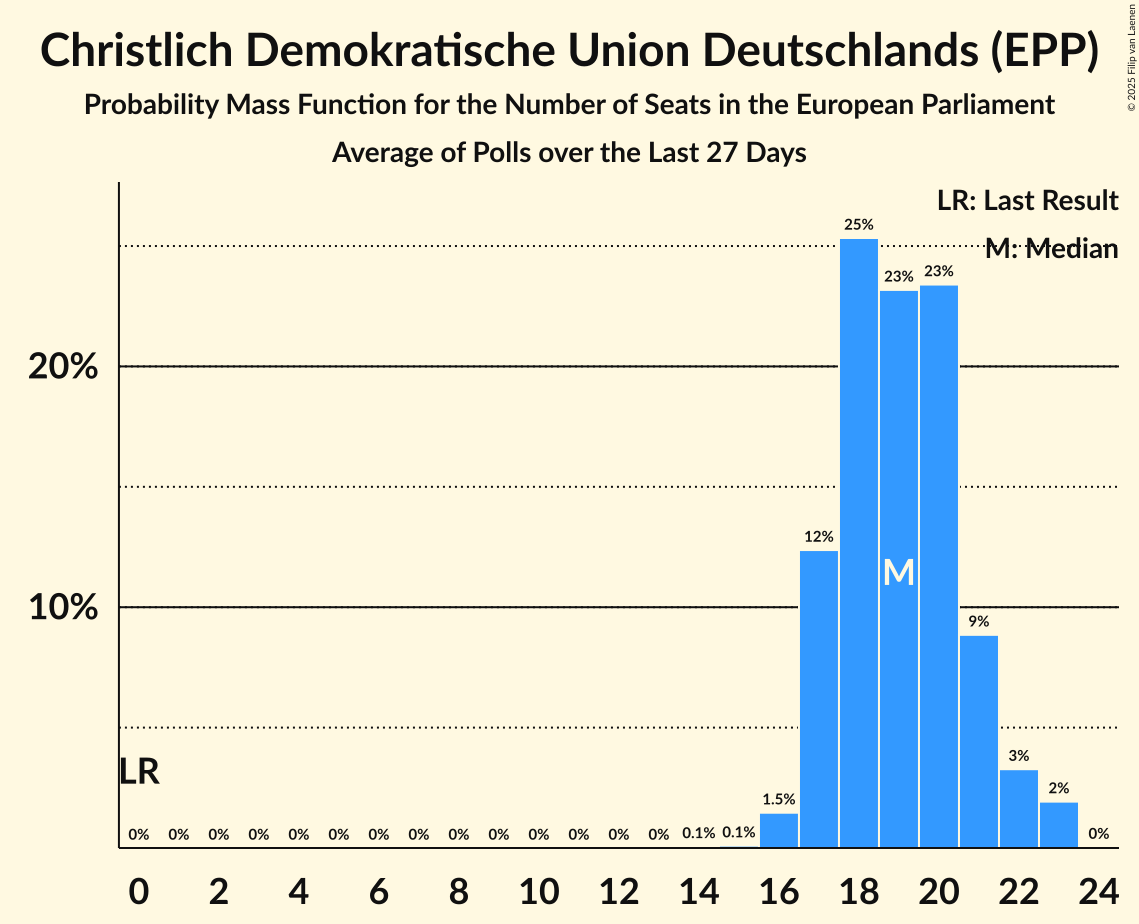 Christlich Demokratische Union Deutschlands (EPP)
Probability Mass Function for the Number of Seats in the European Parliament
Average of Polls over the Last 27 Days
© 2025 Filip van Laenen
LR: Last Result
M: Median
20%
10%
LR
M
0% 0% 0% 0% 0% 0% 0% 0% 0% 0% 0% 0% 0% 0% 0.1% 0.1% 1.5% 12% 25% 23% 23% 9% 3% 2% 0%
0 2 4 6 8 10 12 14 16 18 20 22 24